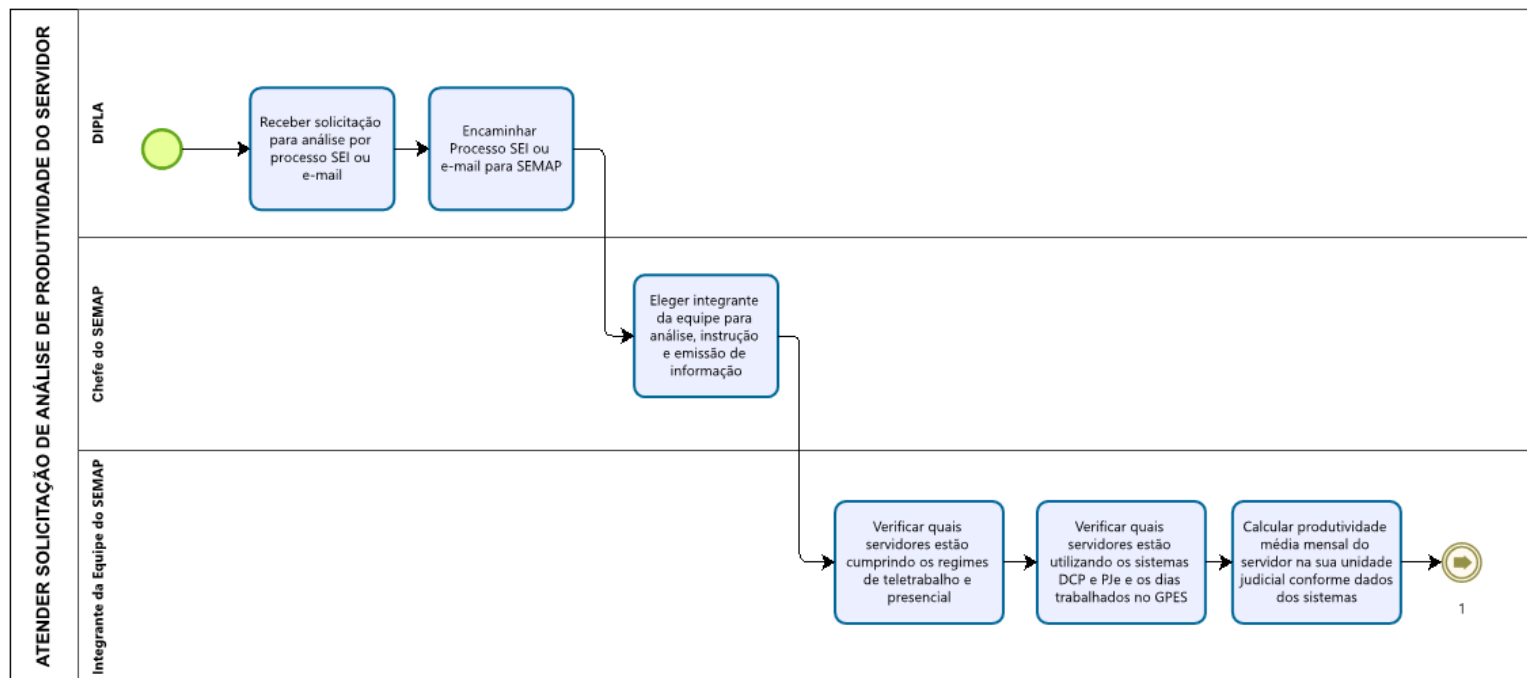 ATENDER SOLICITAÇÃO DE ANÁLISE DE PRODUTIVIDADE DO SERVIDOR
DIPLA
Receber solicitação
para análise por
processo SEI ou
e-mail
Encaminhar
Processo SEI ou
e-mail para SEMAP
Chefe do SEMAP
Eleger integrante
da equipe para
análise, instrução
e emissão de
informação
Integrante da Equipe do SEMAP
Verificar quais
servidores estão
cumprindo os regimes
de teletrabalho e
presencial
Verificar quais
servidores estão
utilizando os sistemas
DCP e PJe e os dias
trabalhados no GPES
Calcular produtividade
média mensal do
servidor na sua unidade
judicial conforme dados
dos sistemas
1